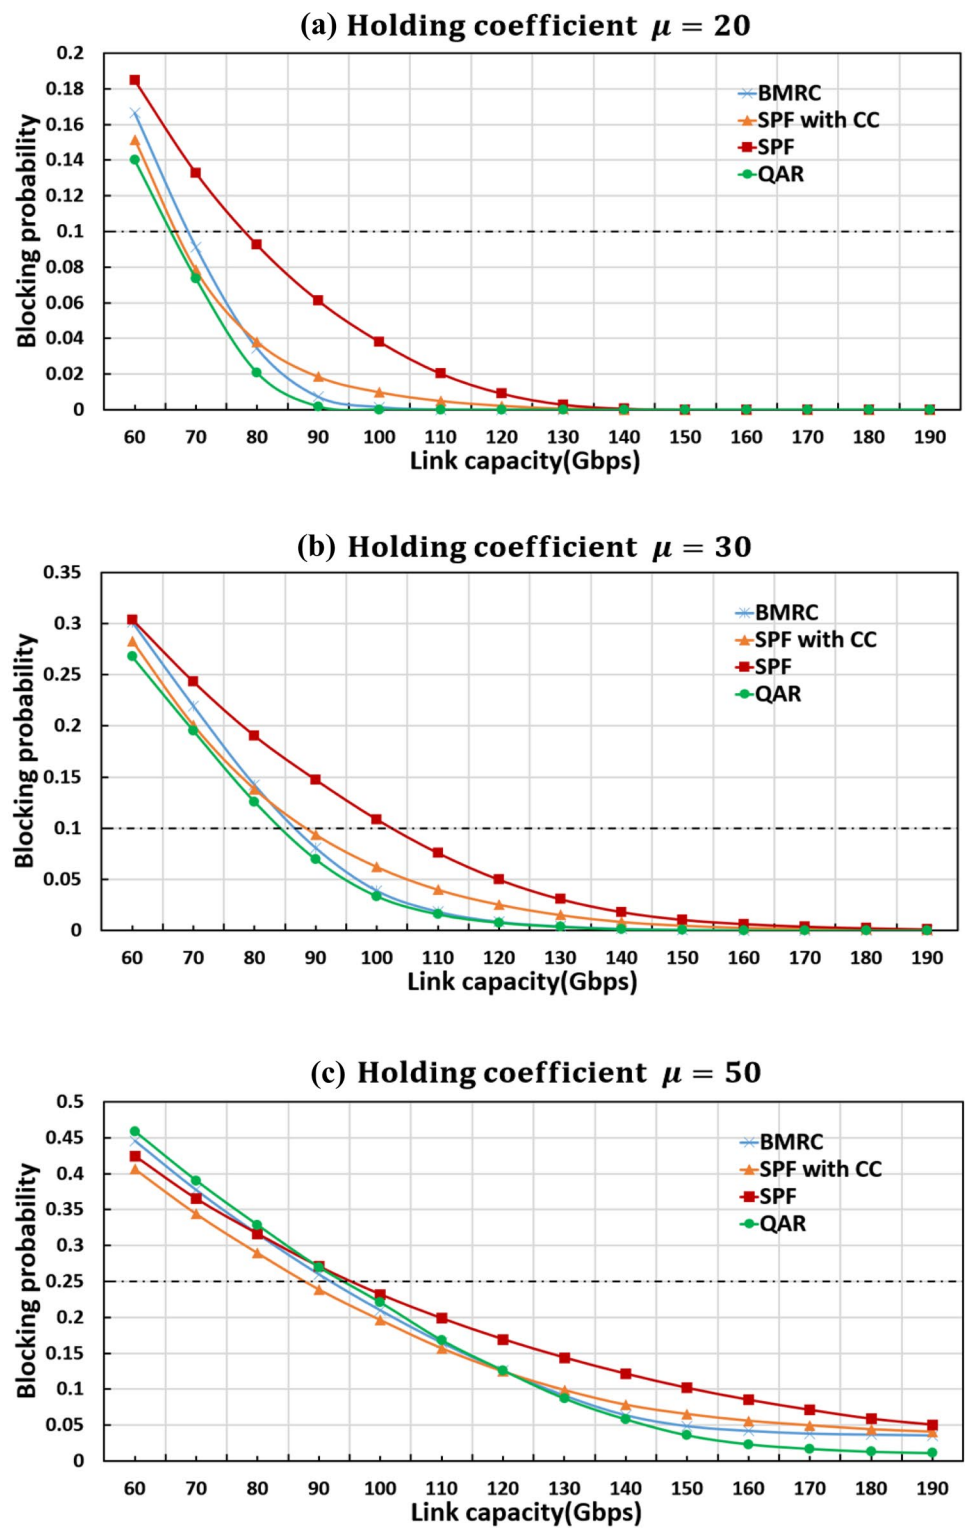 (a) Holding coefficient μ = 20
Blocking probability
0.2
0.18
0.16
0.14
0.12
0.1
0.08
0.06
0.04
0.02
0
BMRC
SPF with CC
SPF
QAR
60 70 80 90 100 110 120 130 140 150 160 170 180 190
Link capacity(Gbps)
(b) Holding coefficient μ = 30
Blocking probability
0.35
0.3
0.25
0.2
0.15
0.1
0.05
0
BMRC
SPF with CC
SPF
QAR
60 70 80 90 100 110 120 130 140 150 160 170 180 190
Link capacity(Gbps)
(c) Holding coefficient μ = 50
Blocking probability
0.5
0.45
0.4
0.35
0.3
0.25
0.2
0.15
0.1
0.05
0
BMRC
SPF with CC
SPF
QAR
60 70 80 90 100 110 120 130 140 150 160 170 180 190
Link capacity(Gbps)